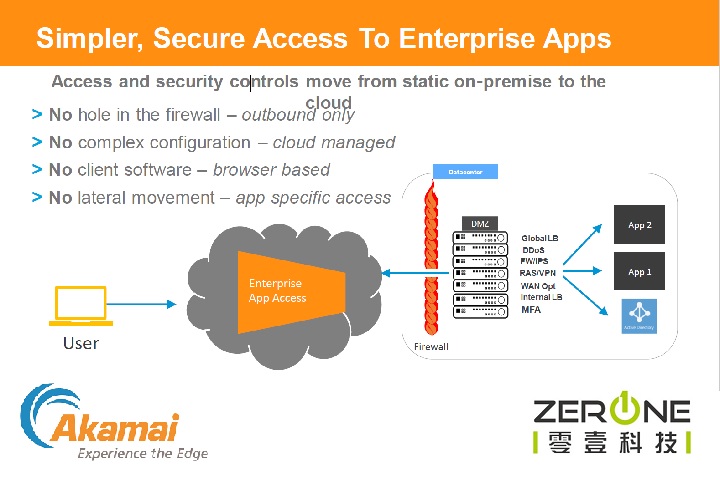 Simpler, Secure Access To Enterprise Apps
Access and security controls move from static on-premise to the
cloud
> No hole in the firewall – outbound only
> No complex configuration – cloud managed
> No client software – browser based
> No lateral movement – app specific access
Datacenter
DMZ
Global LB
DDoS
FW/IPS
RAS/VPN
WAN Opt
Internal LB
MFA
App 2
App 1
Active Directory
Enterprise
App Access
User
Firewall
Akamai
Experience the Edge
ZERONE
零壹科技